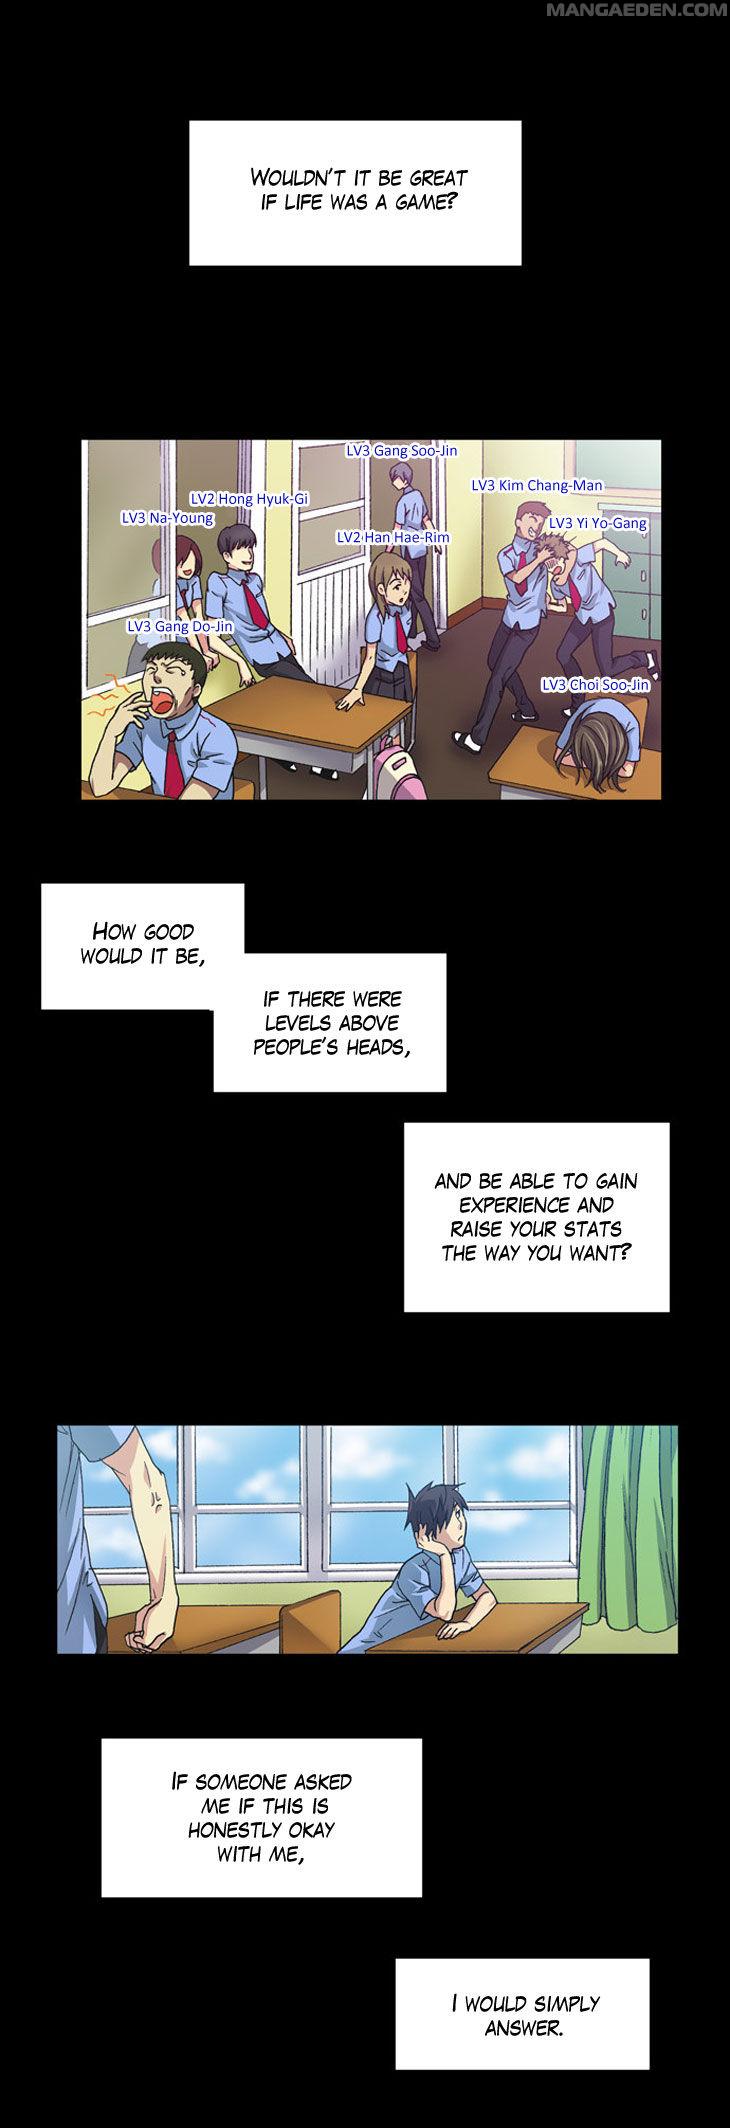 MANGAEDEN.COM
WOULDN'T IT BE GREAT
IF LIFE WAS A GAME?
LV3 Gang Soo-Jin
LV3 Kim Chang-Man
LV2 Hong Hyuk-Gi
LV3 Na-Young
LV3 Yi Yo-Gang
LV2 Han Hae-Rim
LV3 Gang Do-Jin
LV3 Choi Soo-Jin
HOW GOOD
WOULD IT BE,
IF THERE WERE
LEVELS ABOVE
PEOPLE'S HEADS,
AND BE ABLE TO GAIN
EXPERIENCE AND
RAISE YOUR STATS
THE WAY YOU WANT?
IF SOMEONE ASKED
ME IF THIS IS
HONESTLY OKAY
WITH ME,
I WOULD SIMPLY
ANSWER.